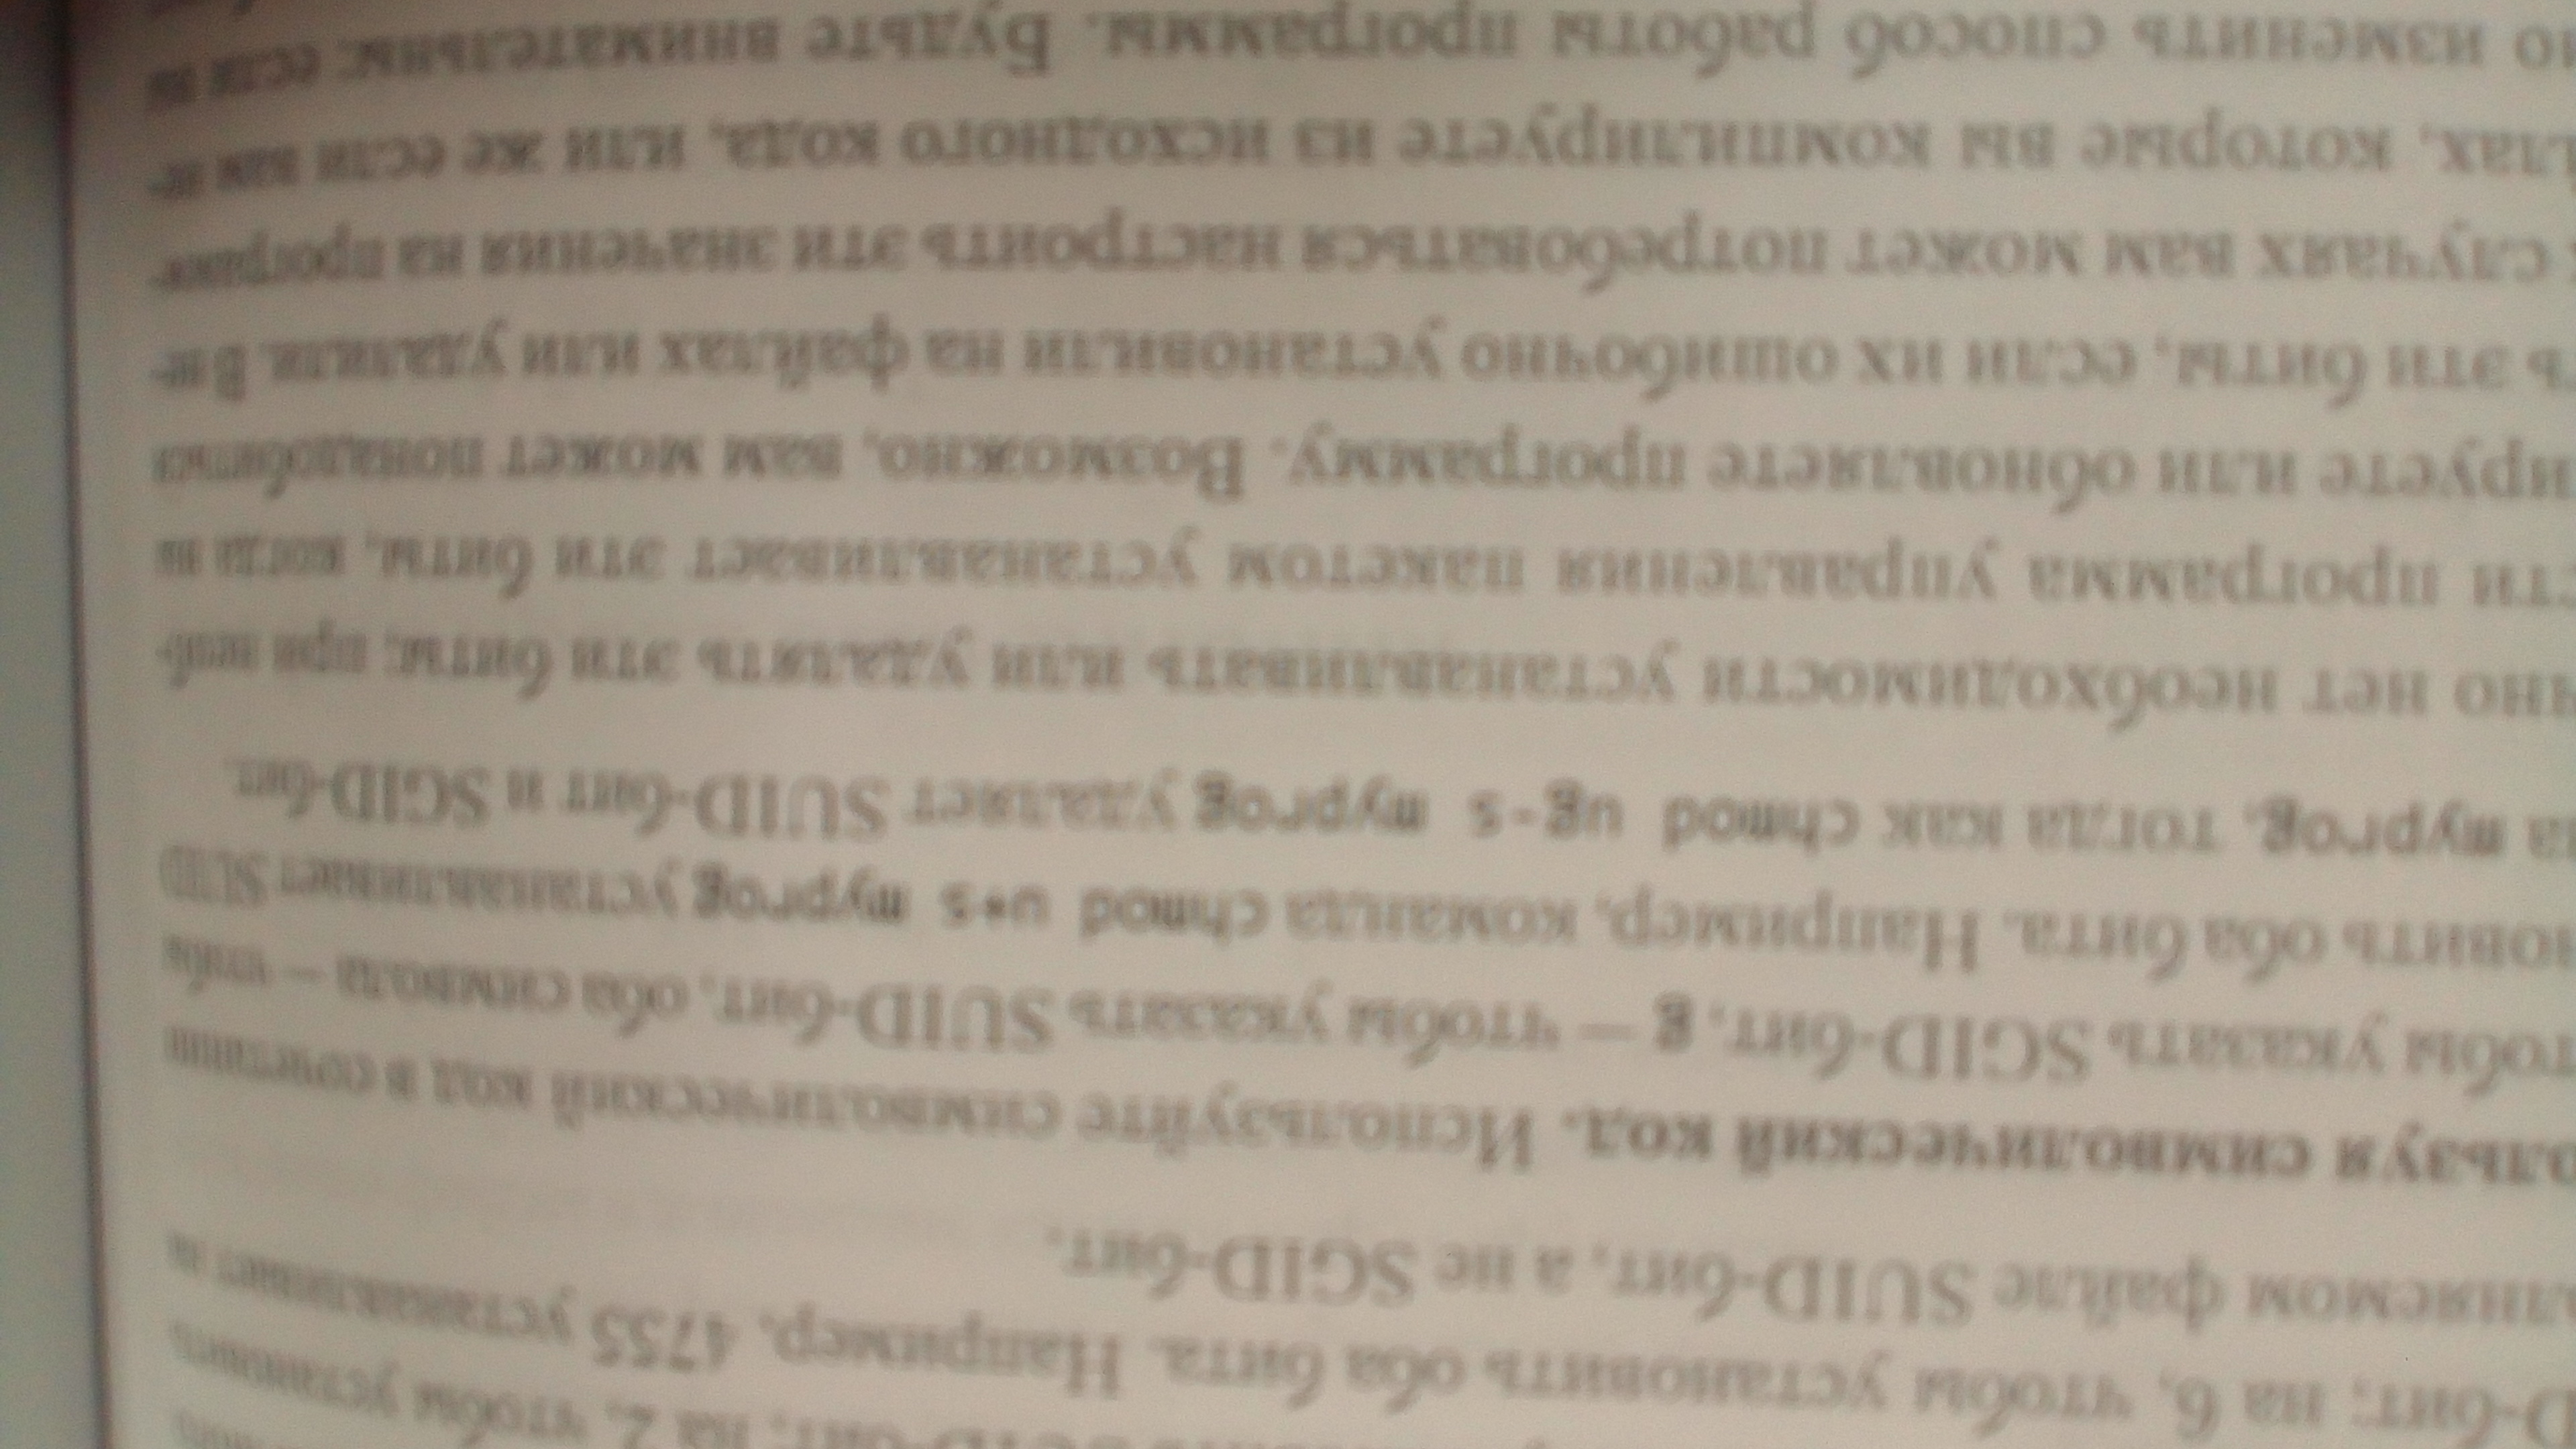 SUID-бит; на 2, чтобы установить
D-бит; на 6, чтобы установить оба бита. Например, 4755 устанавливает на
олняемом файле SUID-бит, а не SGID-бит.
ользуя символический код. Используйте символический код в сочетании
тобы указать SGID-бит, g — чтобы указать SUID-бит, оба символа — чтобы
новить оба бита. Например, команда chmod u+s myprog устанавливает SUID
на myprog, тогда как chmod ug-s myprog удаляет SUID-бит и SGID-бит.
чно нет необходимости устанавливать или удалять эти биты; при необ-
сти программа управления пакетом устанавливает эти биты, когда вы
ируете или обновляете программу. Возможно, вам может понадобиться
ть эти биты, если их ошибочно установили на файлах или удалили. В не-
х случаях вам может потребоваться настроить эти значения на программ-
йлах, которые вы компилируете из исходного кода, или же если вам не-
но изменить способ работы программы. Будьте внимательны: если вы